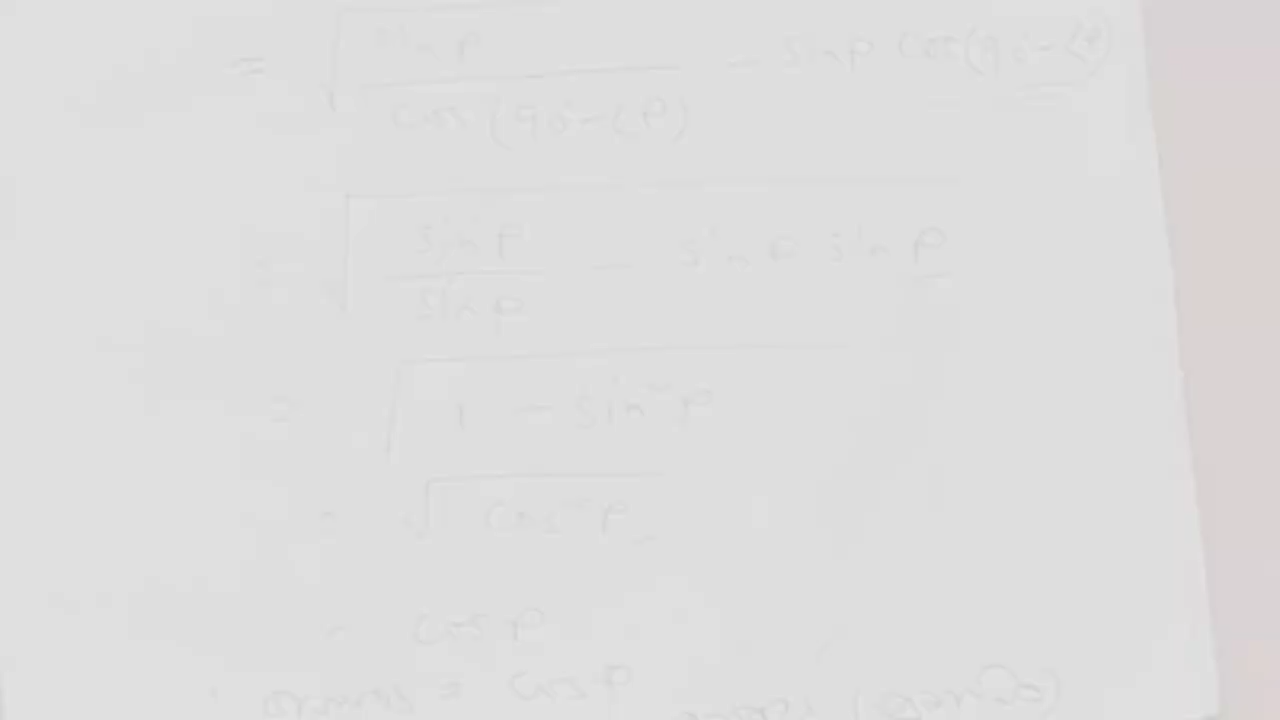 = √ sin P / cos(90°-∠P) - sin P cos(90°-∠P)
= √ sin P / sin P - sin P sin P
= √ 1 - sin² P
= √ cos² P
= cos P
= cos P